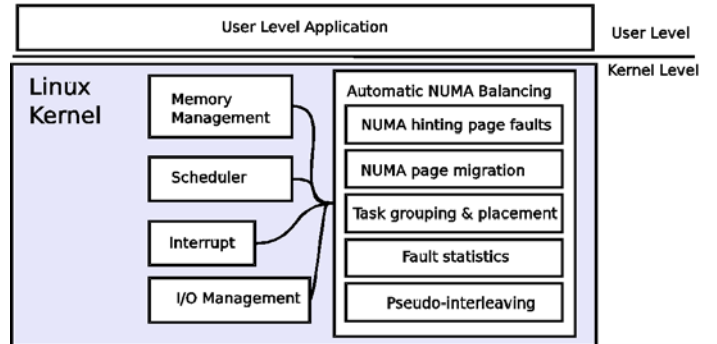 User Level Application
User Level
Kernel Level
Linux
Kernel
Memory
Management
Scheduler
Interrupt
I/O Management
Automatic NUMA Balancing
NUMA hinting page faults
NUMA page migration
Task grouping & placement
Fault statistics
Pseudo-interleaving